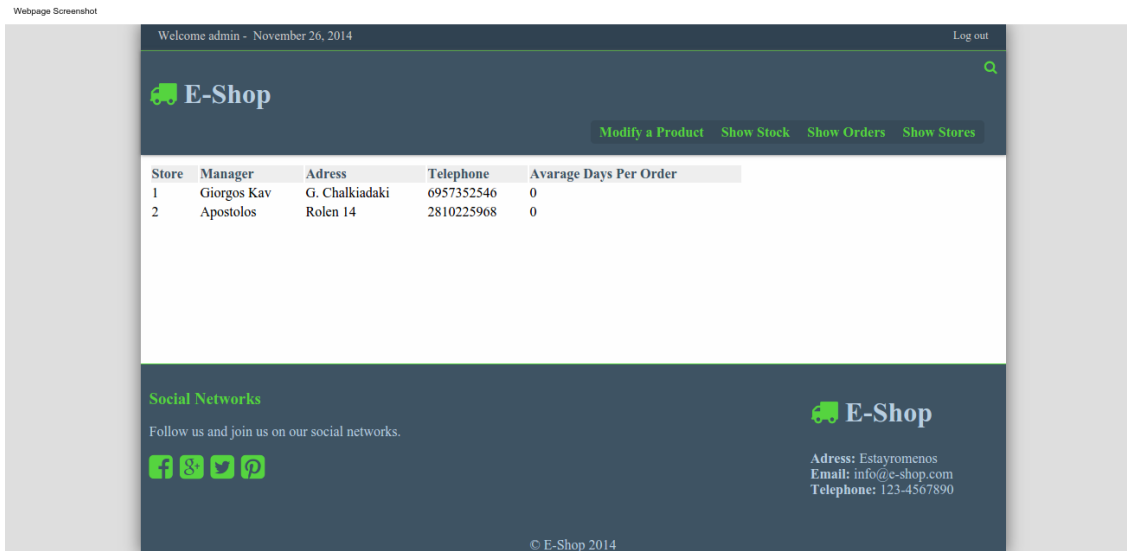 Webpage Screenshot
Welcome admin - November 26, 2014 Log out
E-Shop
Modify a Product Show Stock Show Orders Show Stores
Store Manager Adress Telephone Avarage Days Per Order
1 Giorgos Kav G. Chalkiadaki 6957352546 0
2 Apostolos Rolen 14 2810225968 0
Social Networks
Follow us and join us on our social networks.
E-Shop
Adress: Estayromenos
Email: info@e-shop.com
Telephone: 123-4567890
© E-Shop 2014